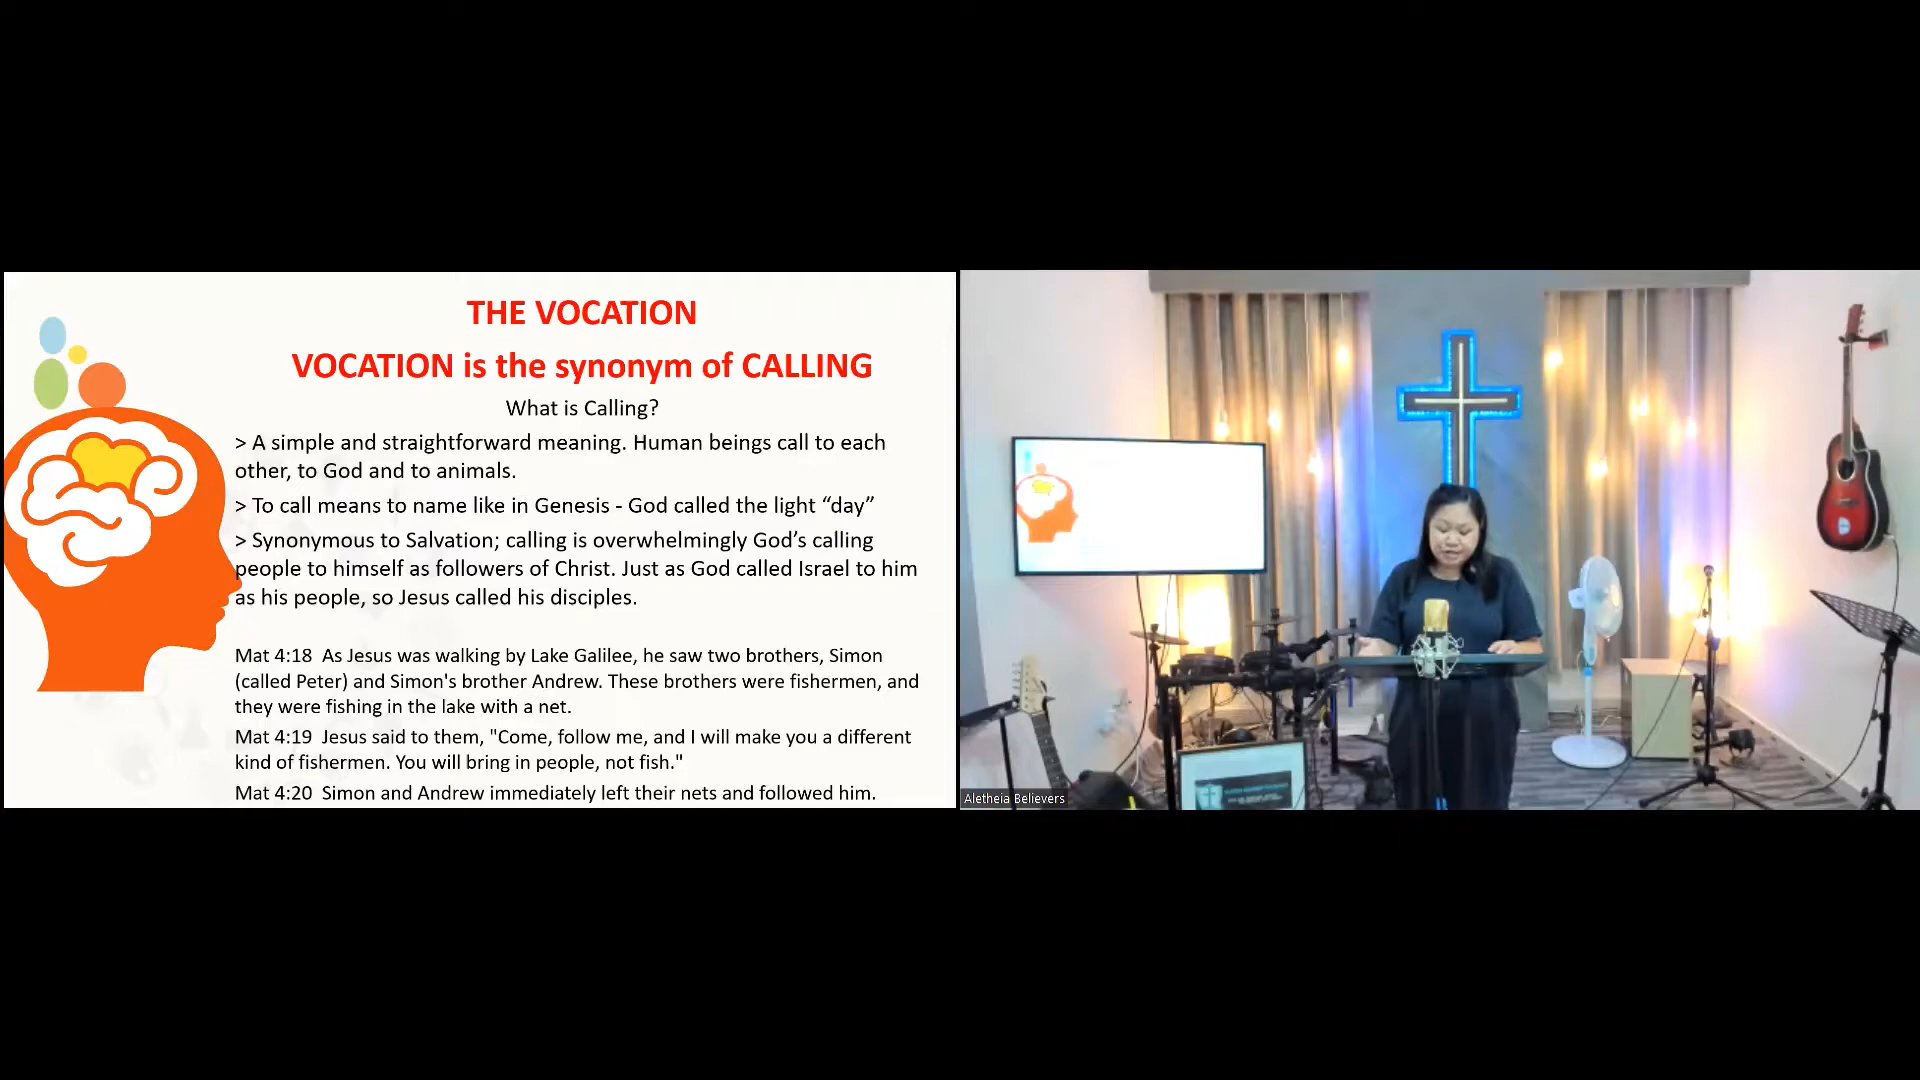 THE VOCATION
VOCATION is the synonym of CALLING
What is Calling?
> A simple and straightforward meaning. Human beings call to each
other, to God and to animals.
> To call means to name like in Genesis - God called the light “day”
> Synonymous to Salvation; calling is overwhelmingly God’s calling
people to himself as followers of Christ. Just as God called Israel to him
as his people, so Jesus called his disciples.
Mat 4:18 As Jesus was walking by Lake Galilee, he saw two brothers, Simon
(called Peter) and Simon's brother Andrew. These brothers were fishermen, and
they were fishing in the lake with a net.
Mat 4:19 Jesus said to them, "Come, follow me, and I will make you a different
kind of fishermen. You will bring in people, not fish."
Mat 4:20 Simon and Andrew immediately left their nets and followed him.
Aletheia Believers